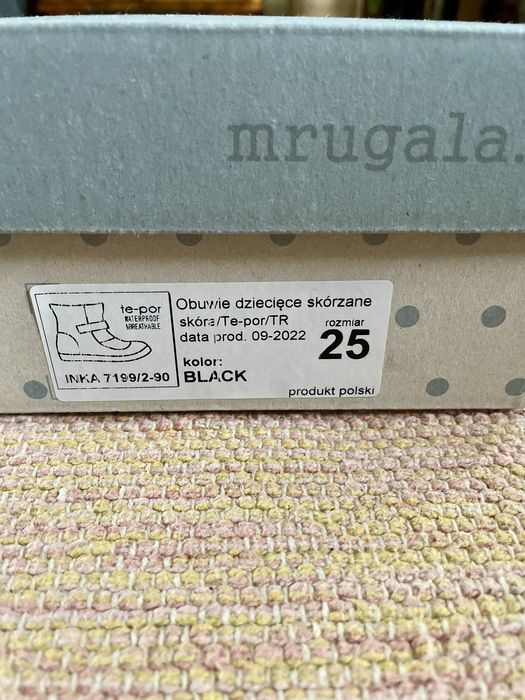 mrugala.
te-por
WATERPROOF
&BREATHABLE
INKA 7199/2-90
Obuwie dziecięce skórzane
skóra/Te-por/TR
data prod. 09-2022
rozmiar
25
kolor:
BLACK
produkt polski